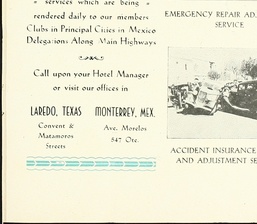 services which are being
rendered daily to our members
Clubs in Principal Cities in Mexico
Delegations Along Main Highways
Call upon your Hotel Manager
or visit our offices in
LAREDO, TEXAS
Convent &
Matamoros
Streets
MONTERREY, MEX.
Ave. Morelos
847 Ote.
EMERGENCY REPAIR AD
SERVICE
ACCIDENT INSURANCE
AND ADJUSTMENT SE